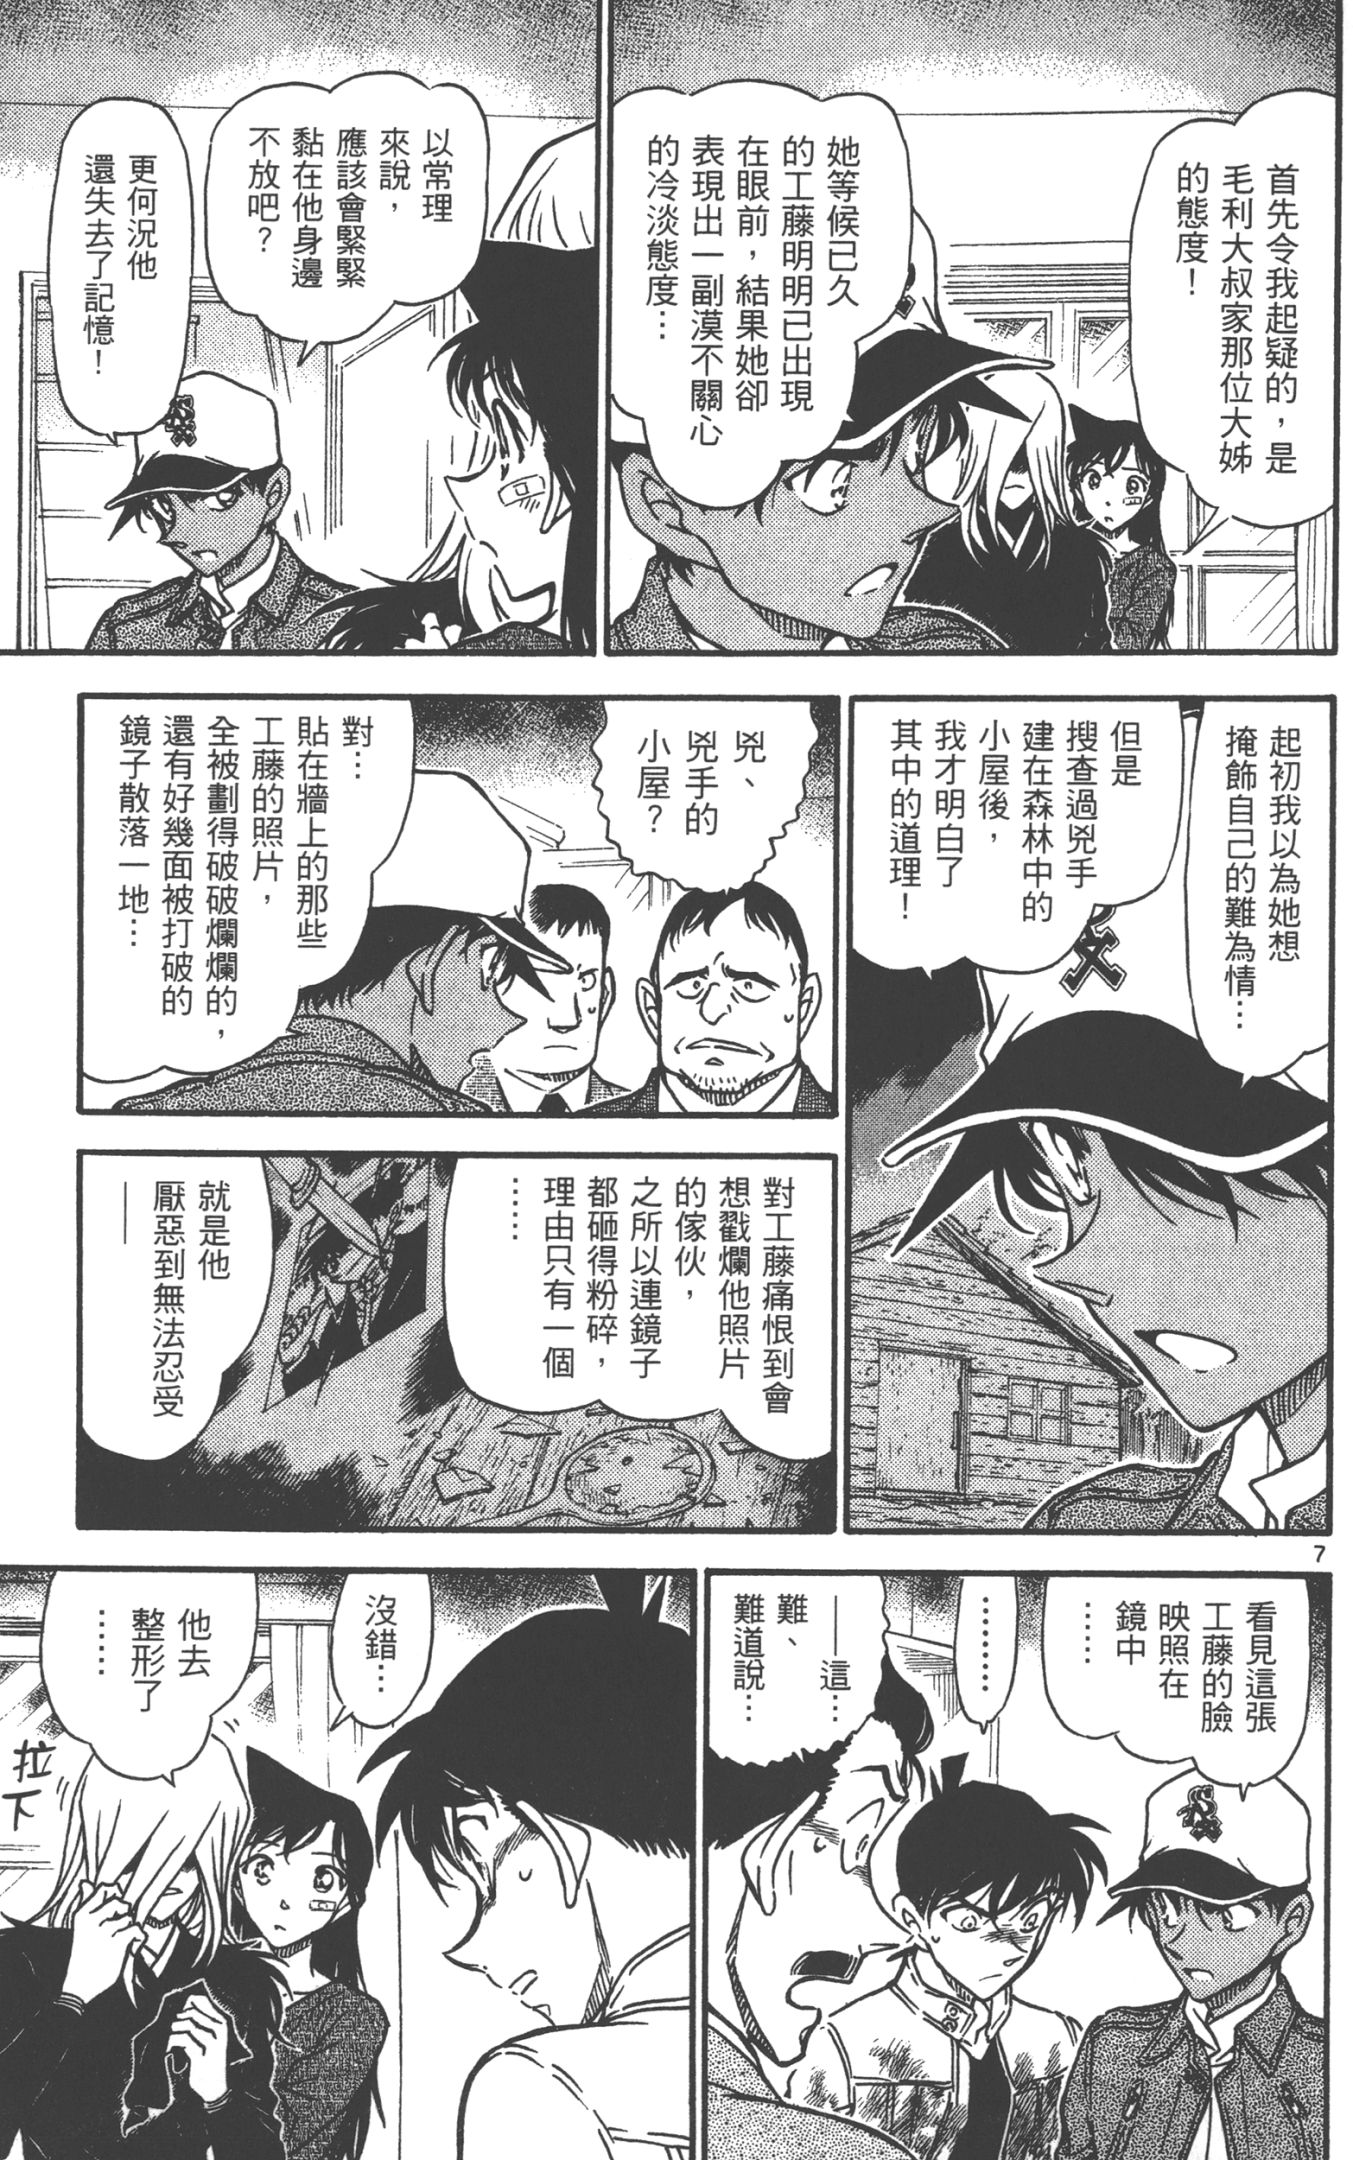 首先令我起疑的，是
毛利大叔家那位大姊
的態度！
她等候已久
的工藤明明已出現
在眼前，結果她卻
表現出一副漠不關心
的冷淡態度…
以常理
來說，
應該會緊緊
黏在他身邊
不放吧？
更何況他
還失去了記憶！
起初我以為她想
掩飾自己的難為情…
但是
搜查過兇手
建在森林中的
小屋後，
我才明白了
其中的道理！
兇、
兇手的
小屋？
對…
貼在牆上的那些
工藤的照片，
全被劃得破破爛爛的，
還有好幾面被打破的
鏡子散落一地…
對工藤痛恨到會
想戳爛他照片
的傢伙，
之所以連鏡子
都砸得粉碎，
理由只有一個
……
就是他
厭惡到無法忍受
——
7
看見這張
工藤的臉
映照在
鏡中
……
………
——這…
難、
難道說…
沒錯…
他去
整形了
……
拉下